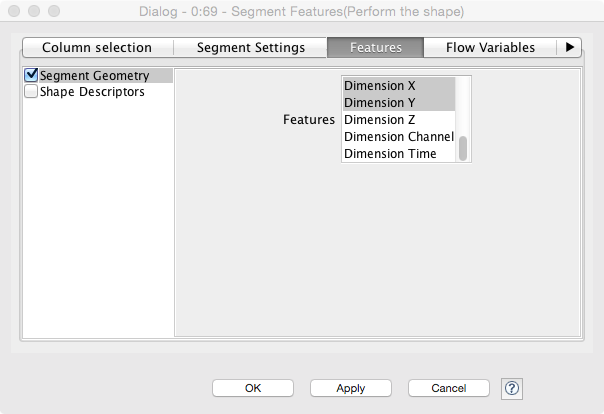 Dialog - 0:69 - Segment Features(Perform the shape)
Column selection
Segment Settings
Features
Flow Variables
Segment Geometry
Shape Descriptors
Features
Dimension X
Dimension Y
Dimension Z
Dimension Channel
Dimension Time
OK
Apply
Cancel
?